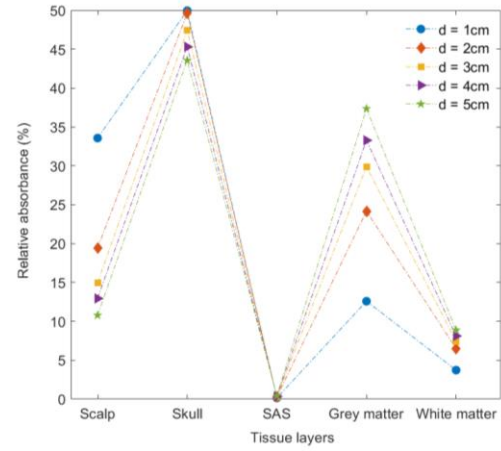 50
45
40
35
30
25
20
15
10
5
0
Relative absorbance (%)
d = 1cm
d = 2cm
d = 3cm
d = 4cm
d = 5cm
Scalp Skull SAS Grey matter White matter
Tissue layers